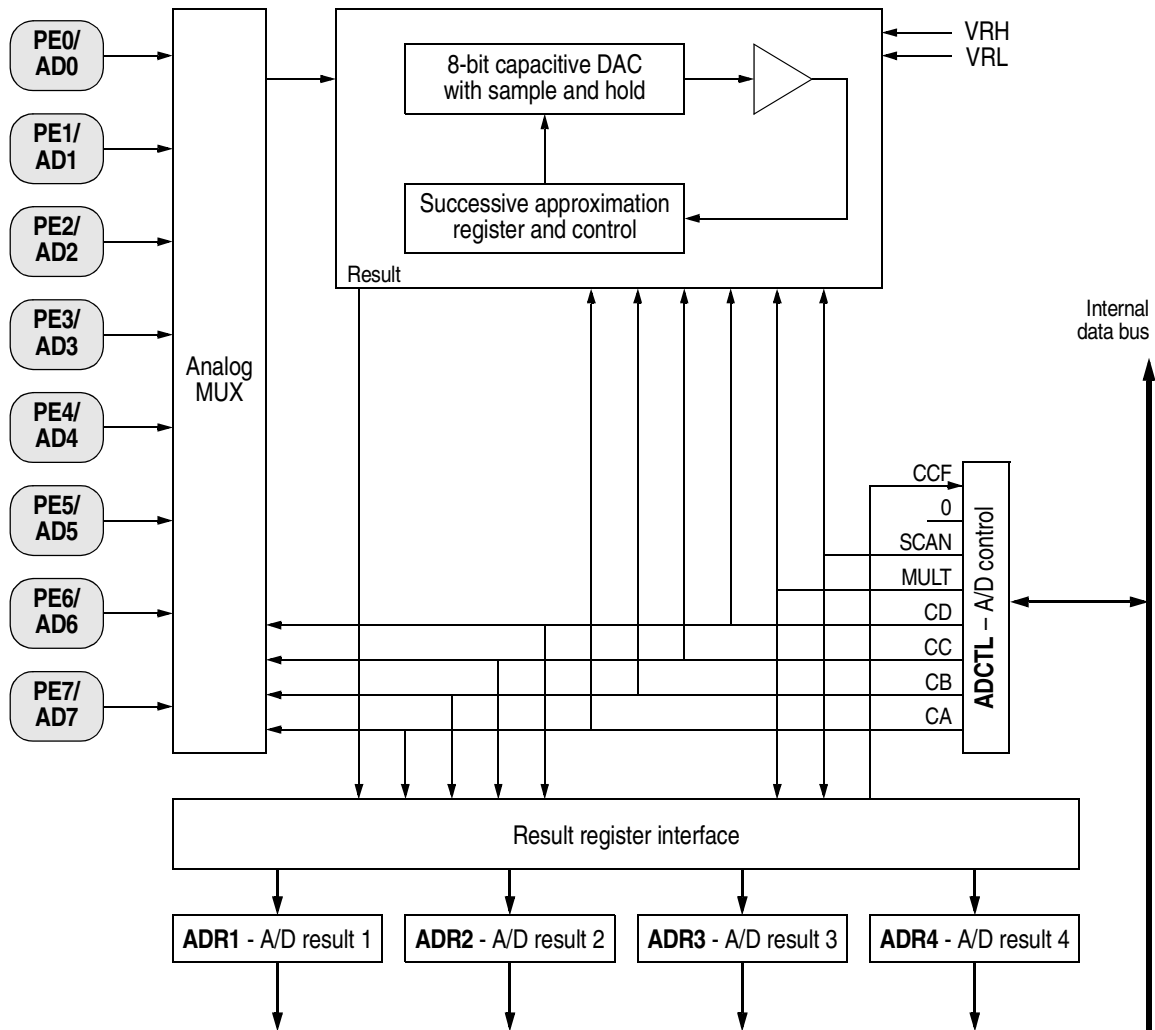 PE0/
AD0
PE1/
AD1
PE2/
AD2
PE3/
AD3
PE4/
AD4
PE5/
AD5
PE6/
AD6
PE7/
AD7
Analog
MUX
8-bit capacitive DAC
with sample and hold
Successive approximation
register and control
Result
VRH
VRL
Internal
data bus
CCF
0
SCAN
MULT
CD
CC
CB
CA
ADCTL – A/D control
Result register interface
ADR1 - A/D result 1
ADR2 - A/D result 2
ADR3 - A/D result 3
ADR4 - A/D result 4